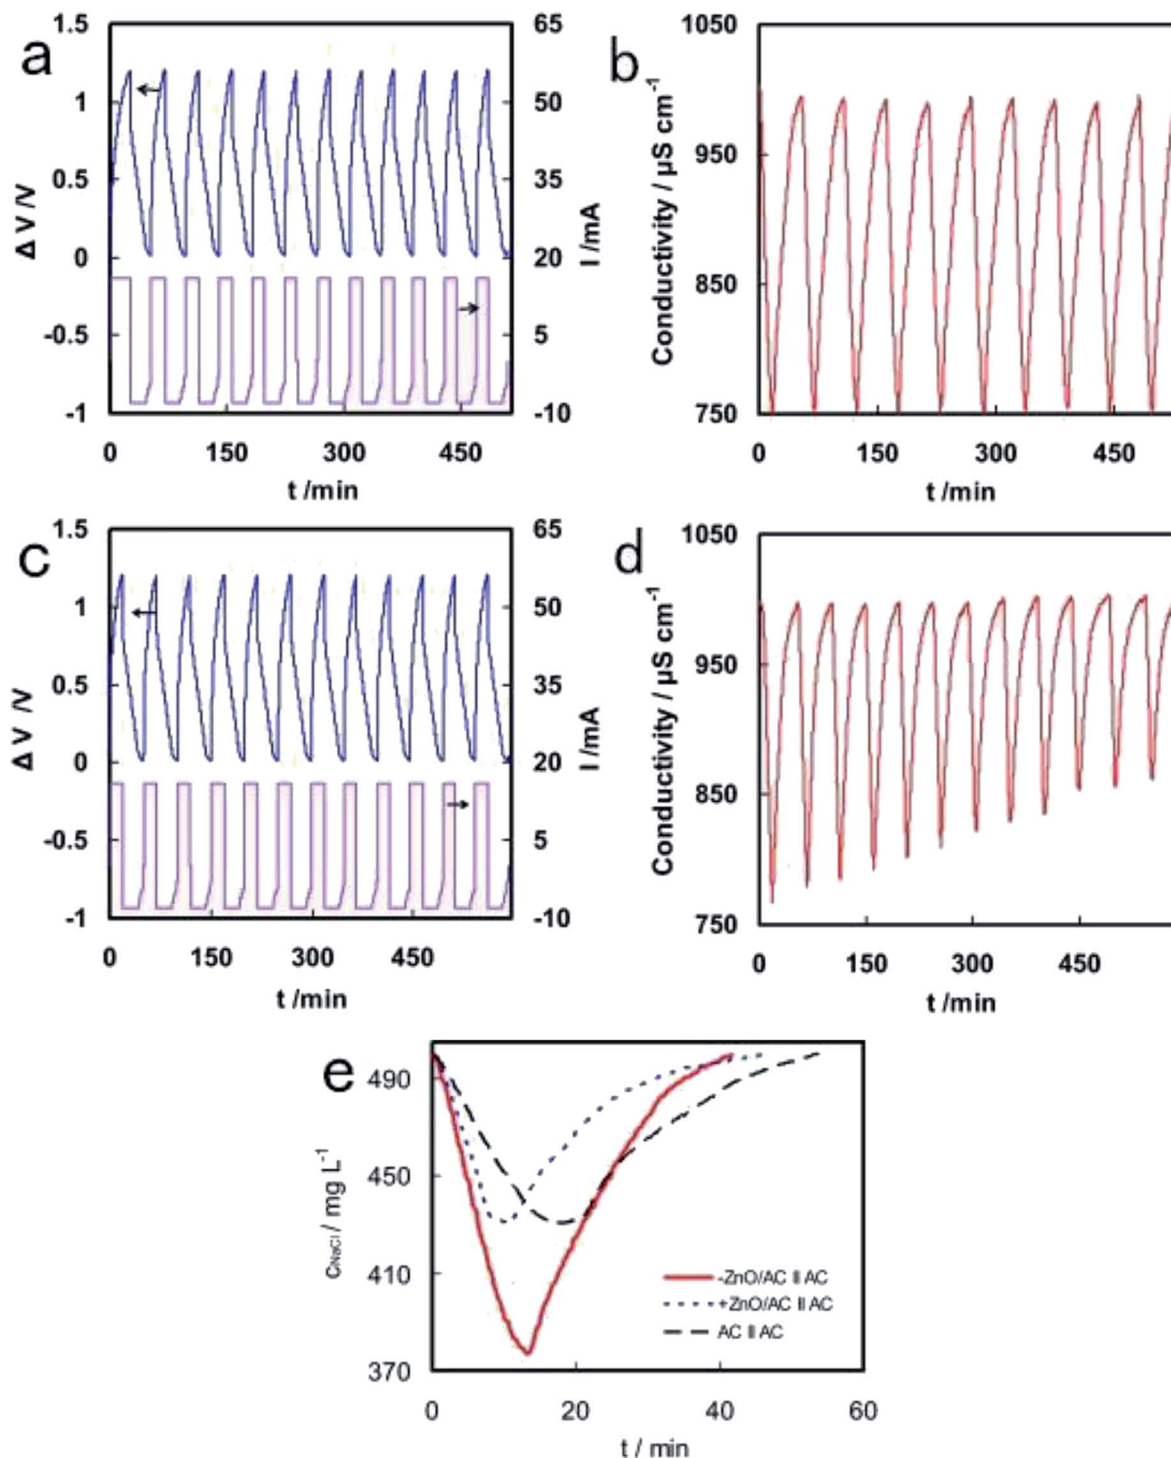 a
1.5
1
0.5
0
-0.5
-1
Δ V /V
65
50
35
20
5
-10
I /mA
0 150 300 450
t /min
b
1050
950
850
750
Conductivity / µS cm-1
0 150 300 450
t /min
c
1.5
1
0.5
0
-0.5
-1
Δ V /V
65
50
35
20
5
-10
I /mA
0 150 300 450
t /min
d
1050
950
850
750
Conductivity / µS cm-1
0 150 300 450
t /min
e
490
450
410
370
cNaCl / mg L-1
-ZnO/AC II AC
+ZnO/AC II AC
AC II AC
0 20 40 60
t / min